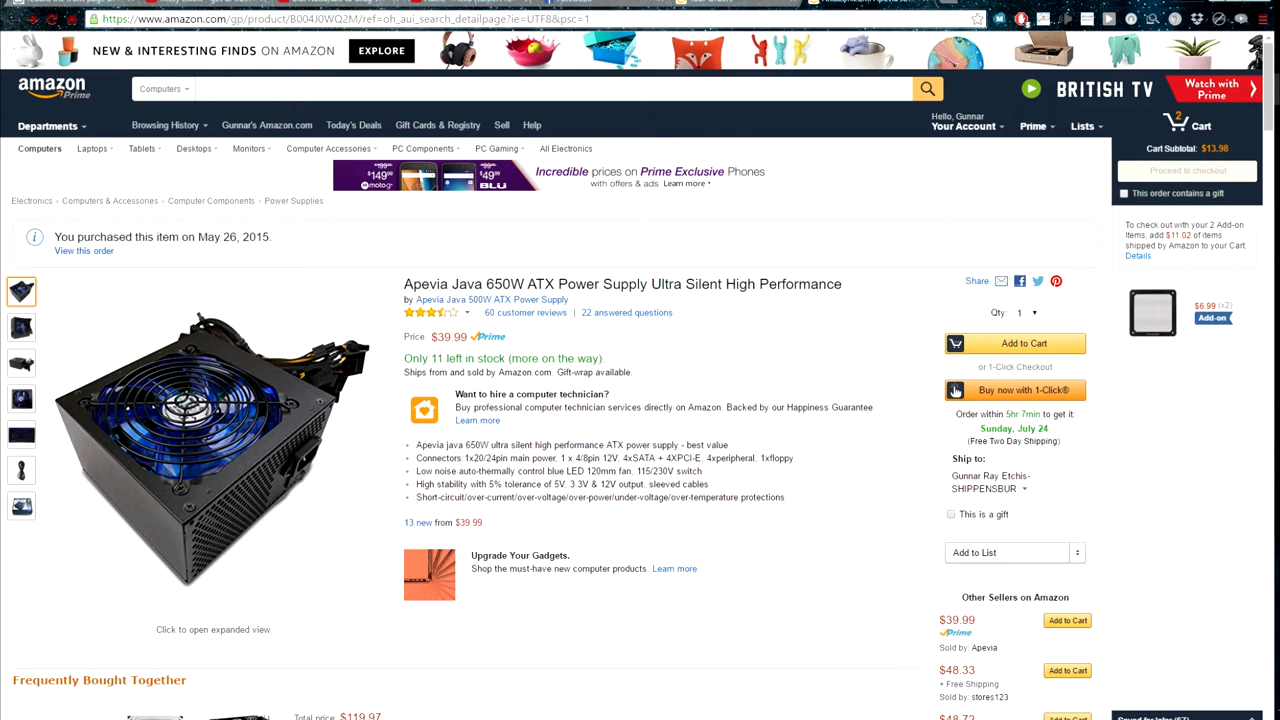 https://www.amazon.com/gp/product/B004J0WQ2M/ref=oh_aui_search_detailpage?ie=UTF8&psc=1
NEW & INTERESTING FINDS ON AMAZON EXPLORE
amazon Prime
Computers
BRITISH TV
Watch with Prime
Departments
Browsing History
Gunnar's Amazon.com
Today's Deals
Gift Cards & Registry
Sell
Help
Hello, Gunnar
Your Account
Prime
Lists
2
Cart
Computers
Laptops
Tablets
Desktops
Monitors
Computer Accessories
PC Components
PC Gaming
All Electronics
Cart Subtotal: $13.98
Proceed to checkout
This order contains a gift
$199
$149
moto g
$99
$49
BLU
Incredible prices on Prime Exclusive Phones
with offers & ads Learn more
Electronics › Computers & Accessories › Computer Components › Power Supplies
You purchased this item on May 26, 2015.
View this order
To check out with your 2 Add-on
Items, add $11.02 of items
shipped by Amazon to your Cart.
Details
$6.99 (x2)
Add-on
Apevia Java 650W ATX Power Supply Ultra Silent High Performance
by Apevia Java 500W ATX Power Supply
60 customer reviews | 22 answered questions
Price: $39.99 Prime
Only 11 left in stock (more on the way).
Ships from and sold by Amazon.com. Gift-wrap available.
Want to hire a computer technician?
Buy professional computer technician services directly on Amazon. Backed by our Happiness Guarantee.
Learn more
Apevia java 650W ultra silent high performance ATX power supply - best value
Connectors:1x20/24pin main power, 1 x 4/8pin 12V, 4xSATA + 4XPCI-E, 4xperipheral, 1xfloppy
Low noise auto-thermally control blue LED 120mm fan, 115/230V switch
High stability with 5% tolerance of 5V, 3.3V & 12V output, sleeved cables
Short-circuit/over-current/over-voltage/over-power/under-voltage/over-temperature protections
13 new from $39.99
Upgrade Your Gadgets.
Shop the must-have new computer products. Learn more
Click to open expanded view
Share
Qty: 1
Add to Cart
or 1-Click Checkout
Buy now with 1-Click®
Order within 5hr 7min to get it
Sunday, July 24
(Free Two Day Shipping)
Ship to:
Gunnar Ray Etchis-
SHIPPENSBUR
This is a gift
Add to List
Other Sellers on Amazon
$39.99
Add to Cart
Prime
Sold by: Apevia
$48.33
Add to Cart
+ Free Shipping
Sold by: stores123
$48.72
Add to Cart
Frequently Bought Together
Total price: $119.97